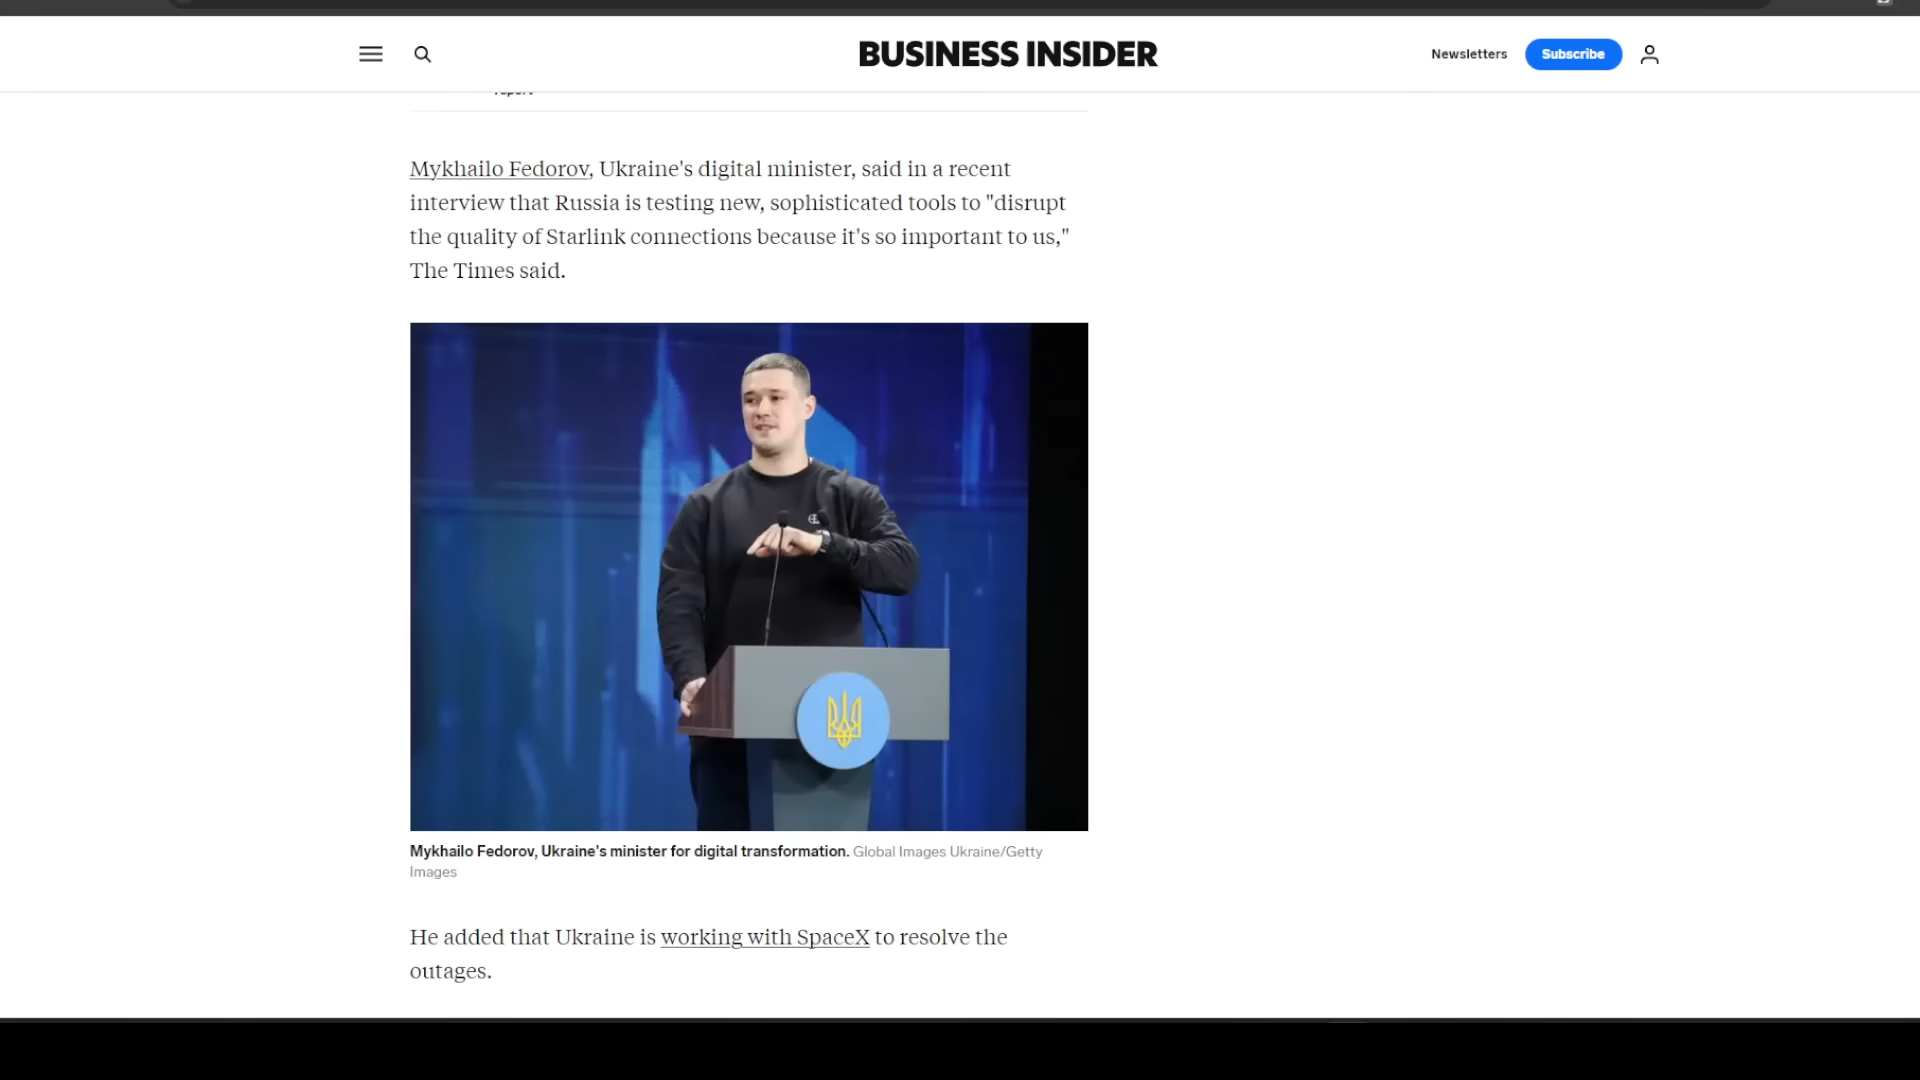 BUSINESS INSIDER
Newsletters
Subscribe
report
Mykhailo Fedorov, Ukraine's digital minister, said in a recent
interview that Russia is testing new, sophisticated tools to "disrupt
the quality of Starlink connections because it's so important to us,"
The Times said.
Mykhailo Fedorov, Ukraine's minister for digital transformation. Global Images Ukraine/Getty
Images
He added that Ukraine is working with SpaceX to resolve the
outages.